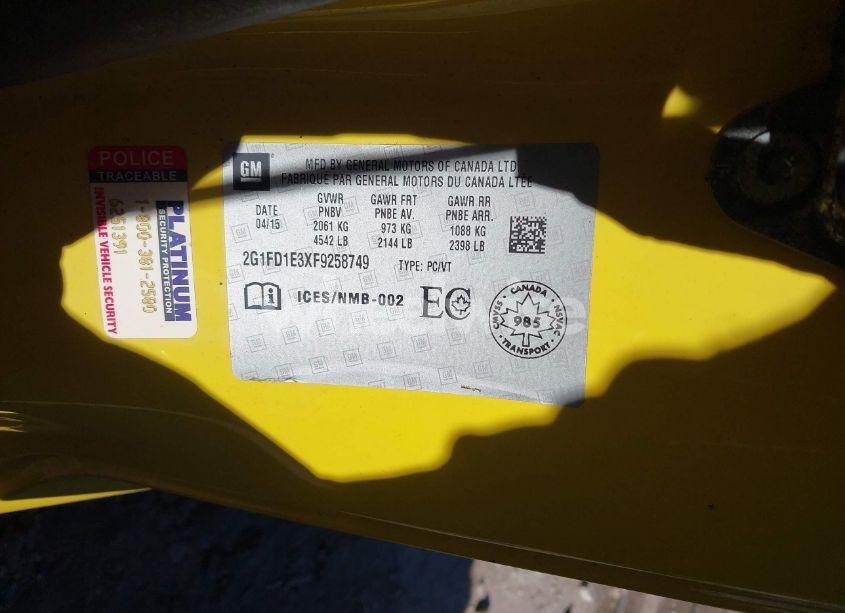 POLICE
TRACEABLE
PLATINUM
SECURITY PROTECTION
1-800-381-2580
6251391
INVISIBLE VEHICLE SECURITY
GM
MFD BY GENERAL MOTORS OF CANADA LTD
FABRIQUE PAR GENERAL MOTORS DU CANADA LTÉE
DATE
04/15
GVWR
PNBV
2061 KG
4542 LB
GAWR FRT
PNBE AV.
973 KG
2144 LB
GAWR RR
PNBE ARR.
1088 KG
2398 LB
2G1FD1E3XF9258749 TYPE: PC/VT
ICES/NMB-002
EC
CANADA
CMVSS
NSVAC
985
TRANSPORT